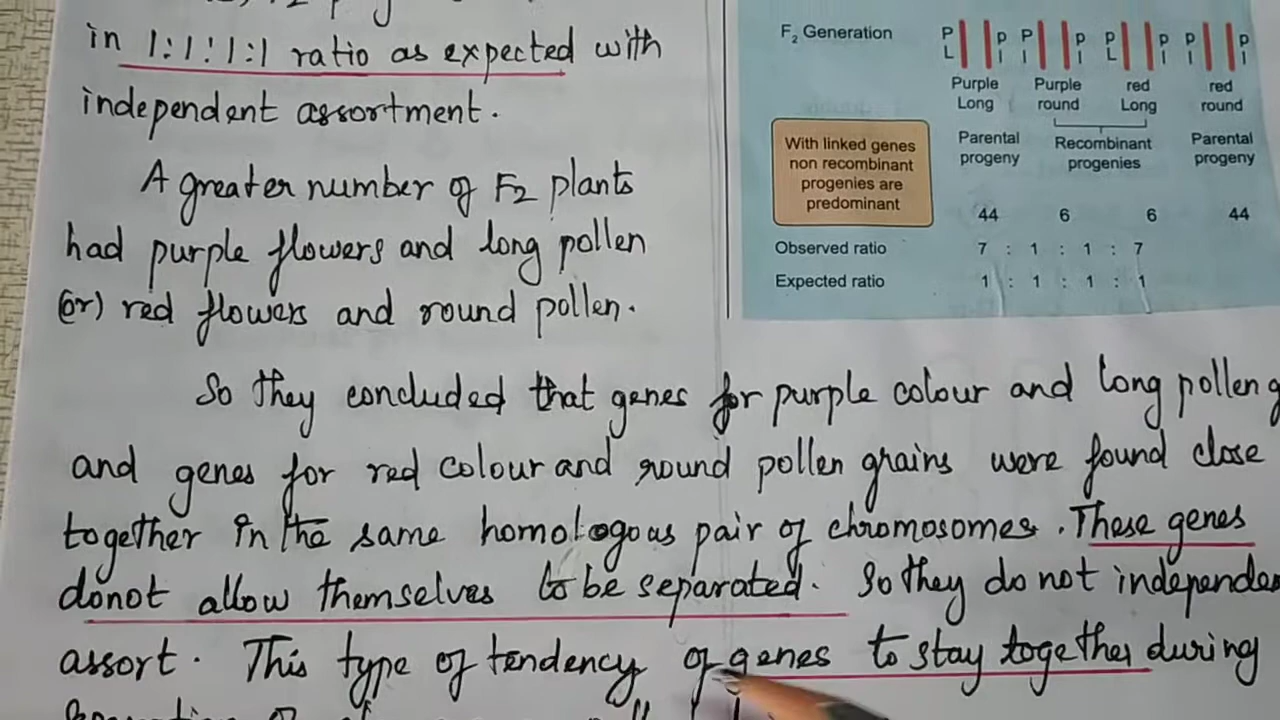 in 1:1:1:1 ratio as expected with
independent assortment.
A greater number of F2 plants
had purple flowers and long pollen
(or) red flowers and round pollen.
So they concluded that genes for purple colour and long pollen g
and genes for red colour and round pollen grains were found close
together in the same homologous pair of chromosomes. These genes
donot allow themselves to be separated. So they do not independen
assort. This type of tendency of genes to stay together during
F2 Generation
P P P P P P P P
L l l l L l l l
Purple Long
Purple round
red Long
red round
Parental progeny
Recombinant progenies
Parental progeny
With linked genes
non recombinant
progenies are
predominant
44 6 6 44
Observed ratio 7 : 1 : 1 : 7
Expected ratio 1 : 1 : 1 : 1